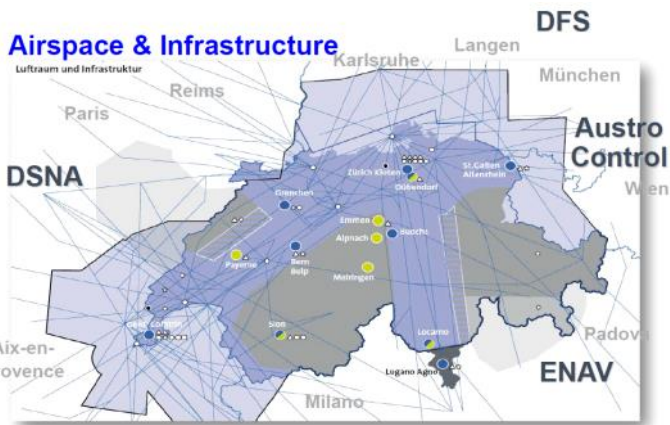 DFS
Airspace & Infrastructure
Langen
Karlsruhe
Luftraum und Infrastruktur
München
Reims
Paris
Austro
Control
Wien
DSNA
Zürich Kloten
St.Gallen
Altenrhein
Dübendorf
Grenchen
Emmen
Alpnach
Buochs
Bern
Belp
Payerne
Meiringen
Sion
Locarno
Padova
Aix-en-
Lugano Agno
ENAV
Milano